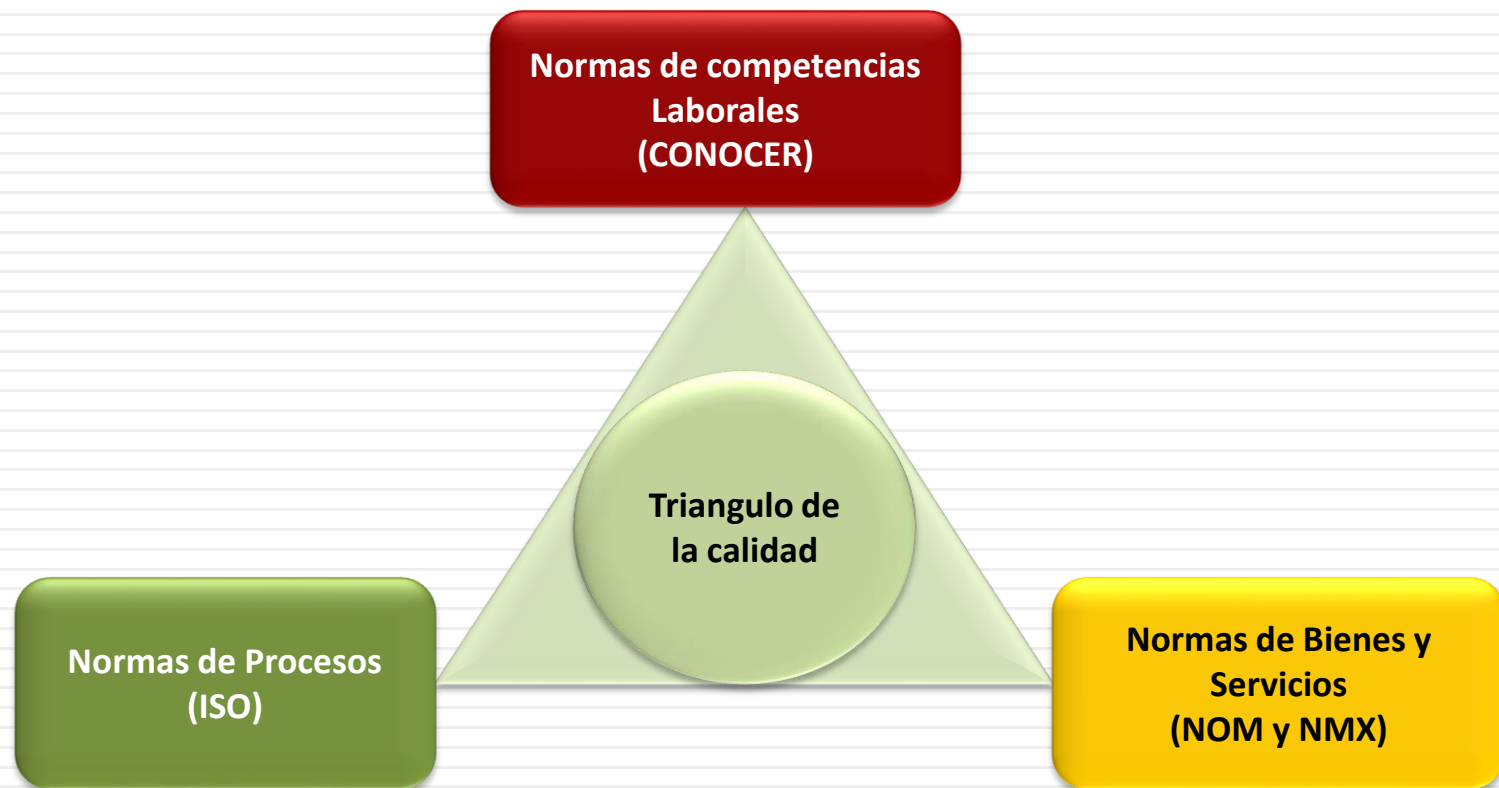 Normas de competencias
Laborales
(CONOCER)
Triangulo de
la calidad
Normas de Procesos
(ISO)
Normas de Bienes y
Servicios
(NOM y NMX)